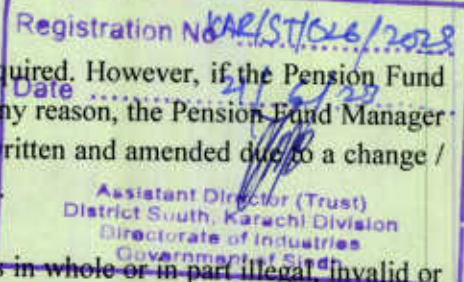 Registration No KAR/ST/026/2023
quired. However, if the Pension Fund
Date
ny reason, the Pension Fund Manager
ritten and amended due to a change /
Assistant Director (Trust)
District South, Karachi Division
Directorate of Industries
Government of Sindh
s in whole or in part illegal, invalid or